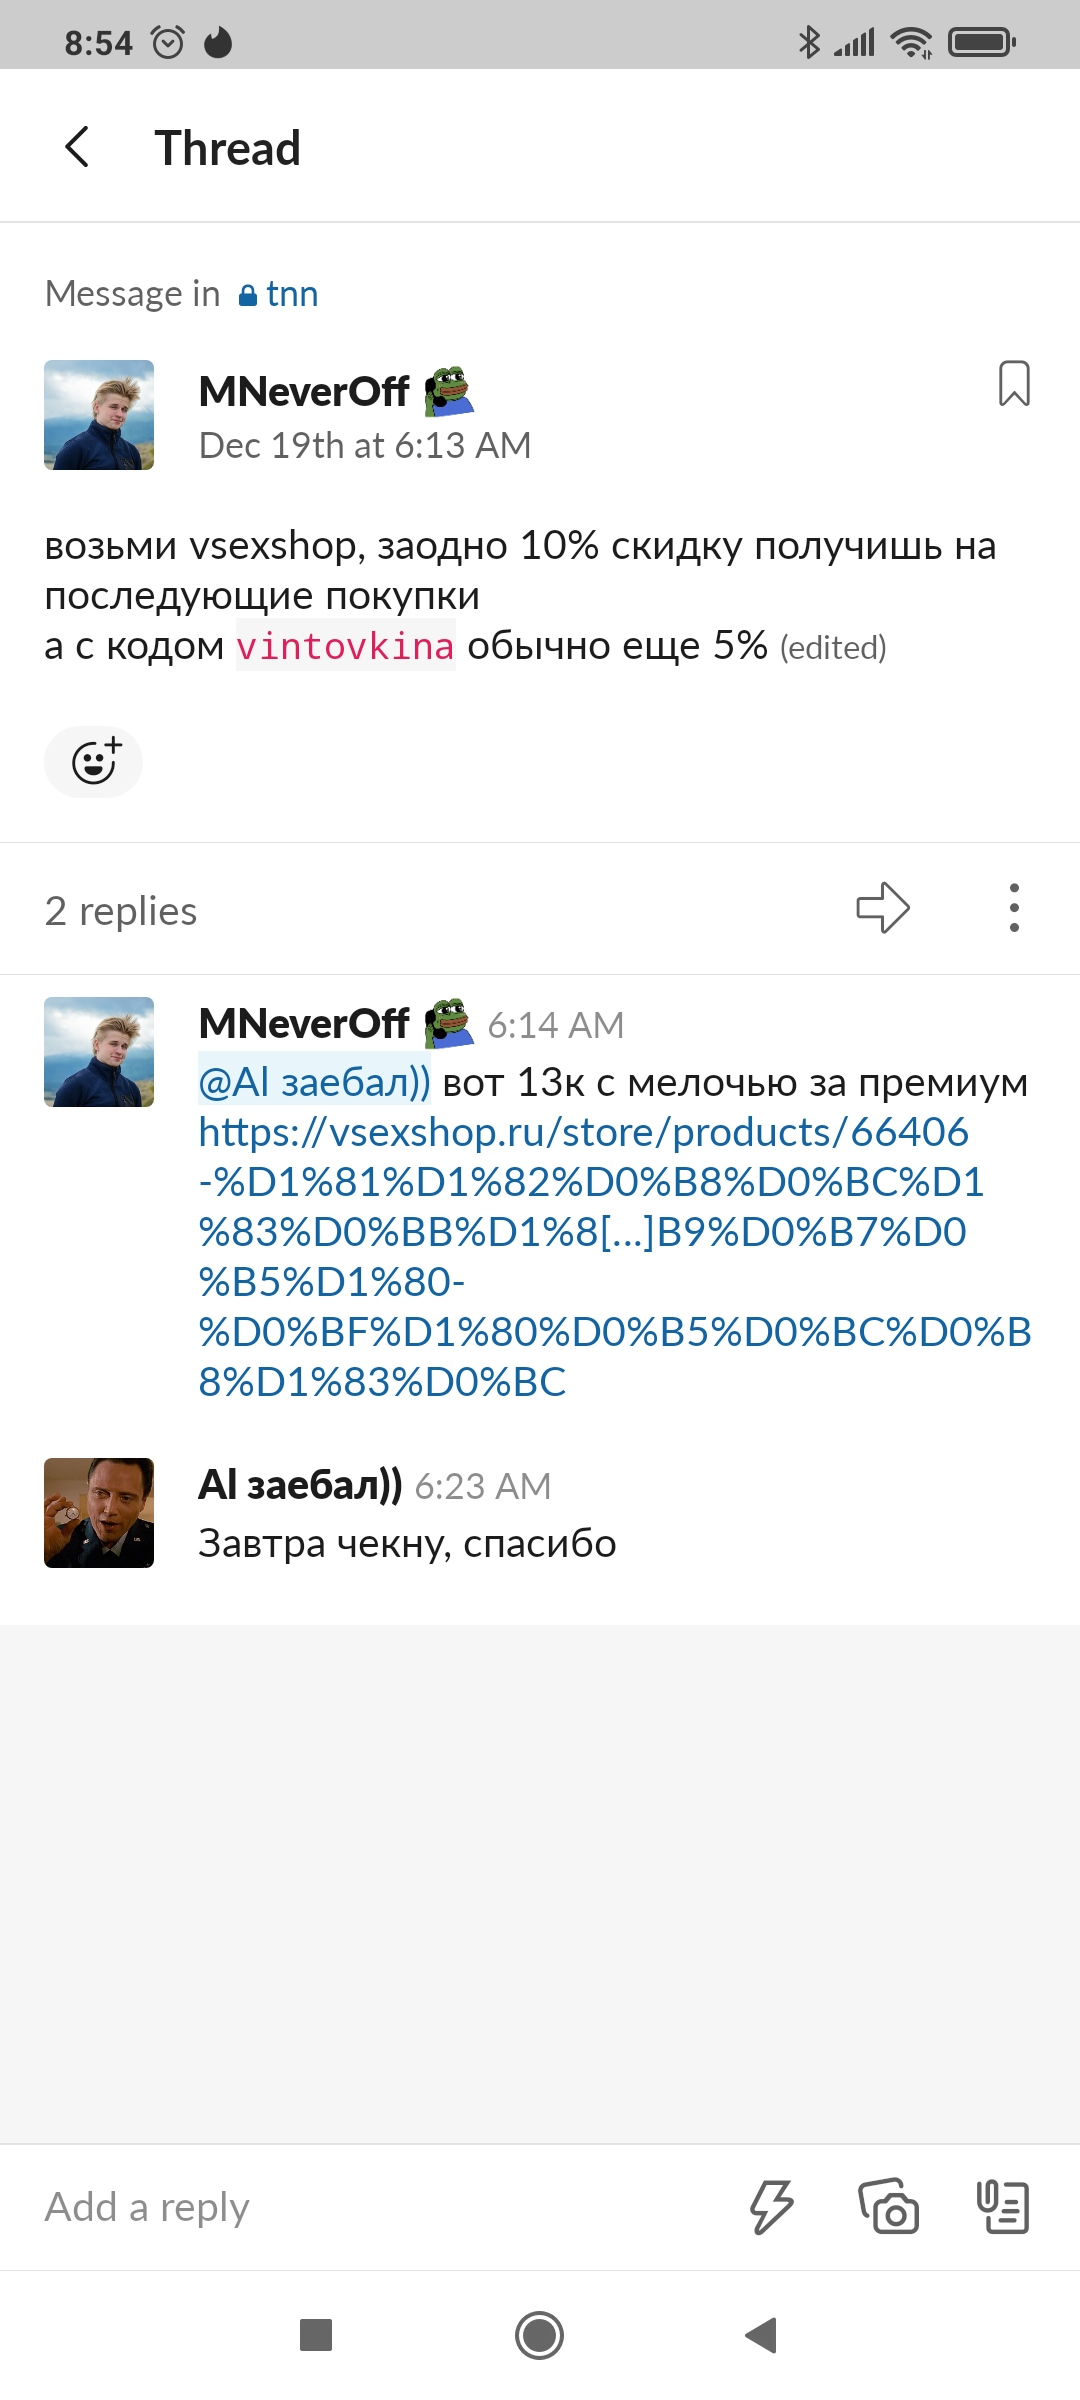 8:54
Thread
Message in tnn
MNeverOff
Dec 19th at 6:13 AM
возьми vsexshop, заодно 10% скидку получишь на
последующие покупки
а с кодом vintovkina обычно еще 5% (edited)
2 replies
MNeverOff 6:14 AM
@Al заебал)) вот 13к с мелочью за премиум
https://vsexshop.ru/store/products/66406
-%D1%81%D1%82%D0%B8%D0%BC%D1
%83%D0%BB%D1%8[...]B9%D0%B7%D0
%B5%D1%80-
%D0%BF%D1%80%D0%B5%D0%BC%D0%B
8%D1%83%D0%BC
Al заебал)) 6:23 AM
Завтра чекну, спасибо
Add a reply